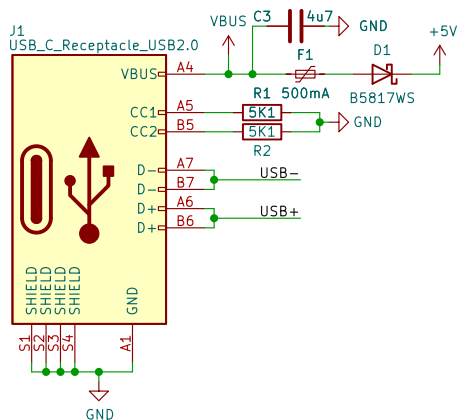 J1
USB_C_Receptacle_USB2.0
VBUS
C3
4u7
GND
F1
500mA
D1
B5817WS
+5V
VBUS
A4
CC1
A5
R1
5K1
CC2
B5
5K1
R2
GND
D-
A7
D-
B7
USB-
D+
A6
D+
B6
USB+
SHIELD
SHIELD
SHIELD
SHIELD
GND
S1
S2
S3
S4
A1
GND